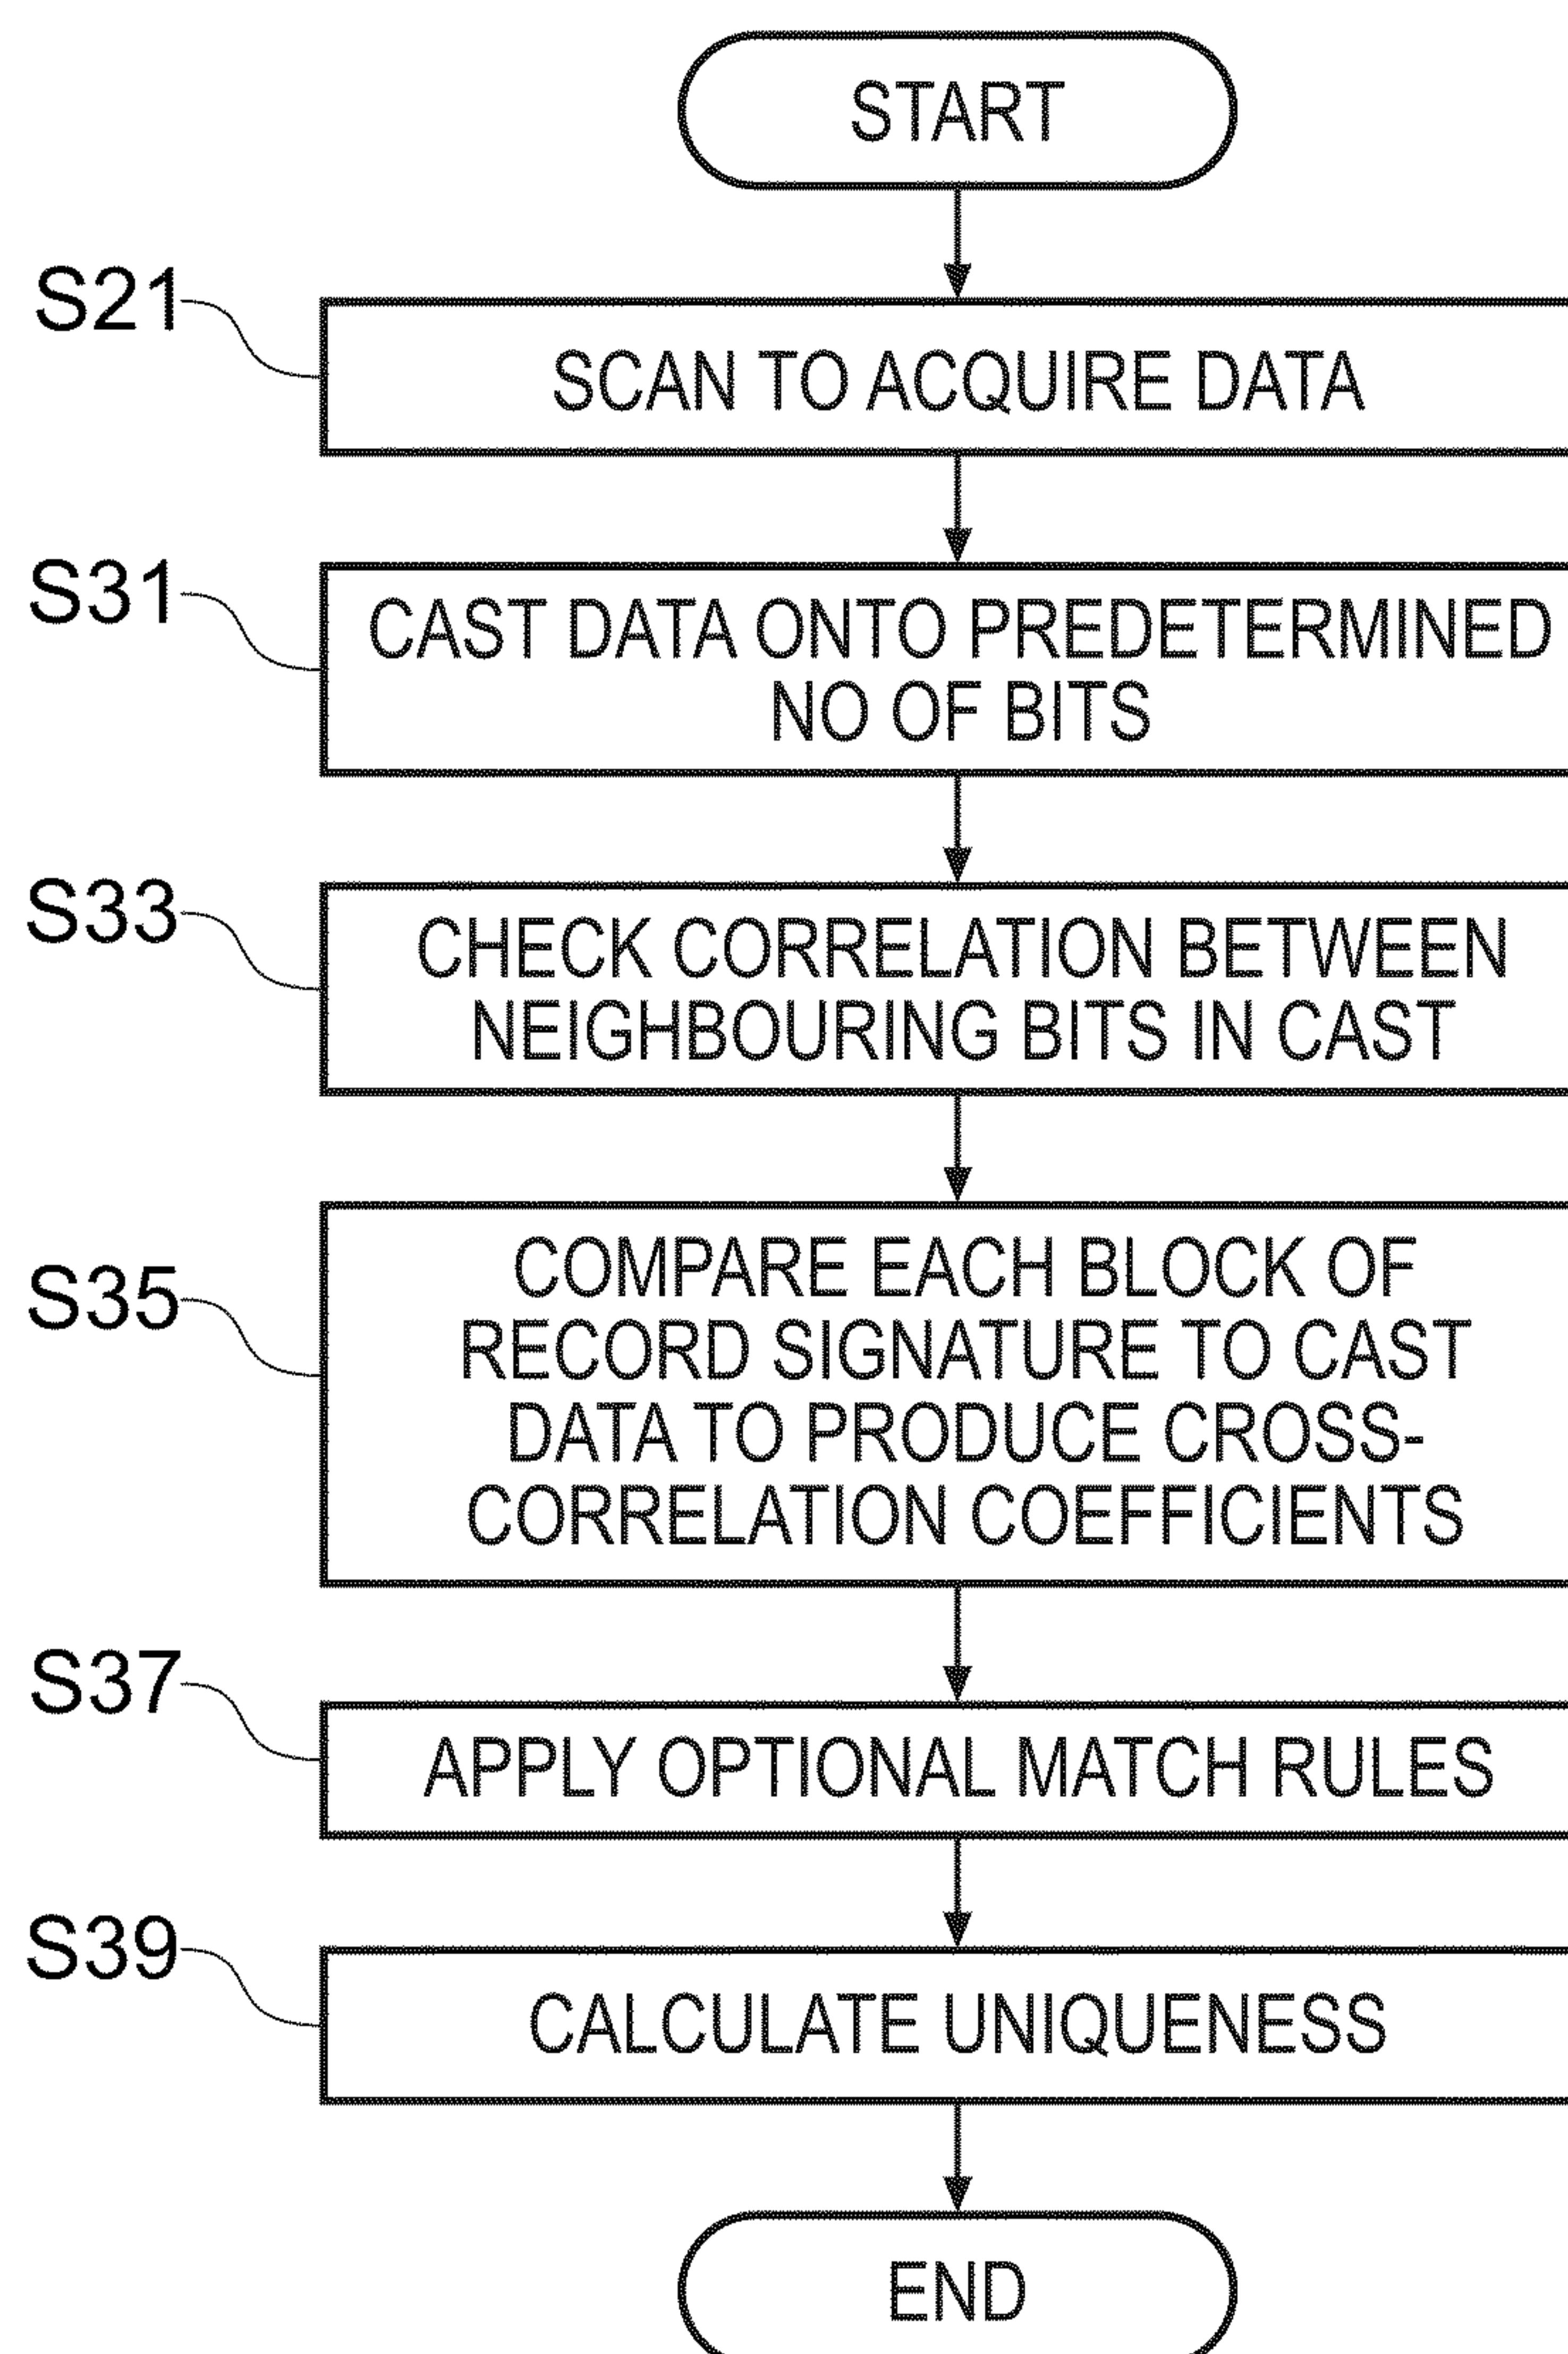 START
S21
SCAN TO ACQUIRE DATA
S31
CAST DATA ONTO PREDETERMINED
NO OF BITS
S33
CHECK CORRELATION BETWEEN
NEIGHBOURING BITS IN CAST
S35
COMPARE EACH BLOCK OF
RECORD SIGNATURE TO CAST
DATA TO PRODUCE CROSS-
CORRELATION COEFFICIENTS
S37
APPLY OPTIONAL MATCH RULES
S39
CALCULATE UNIQUENESS
END